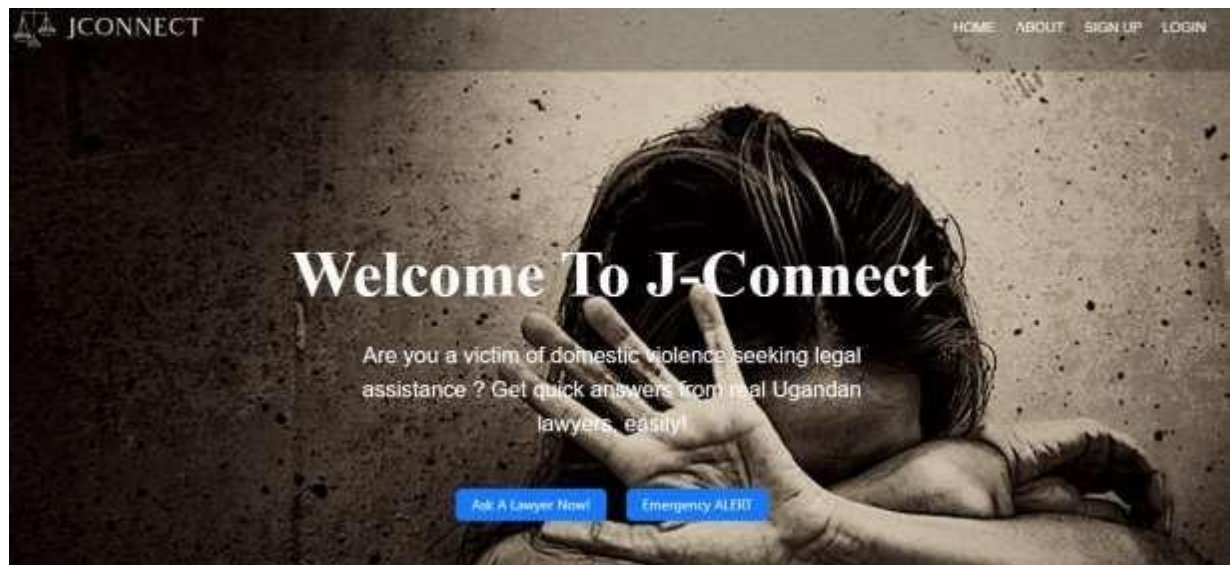 JCONNECT
HOME ABOUT SIGN UP LOGIN
Welcome To J-Connect
Are you a victim of domestic violence seeking legal
assistance ? Get quick answers from real Ugandan
lawyers, easily!
Ask A Lawyer Now!
Emergency ALERT